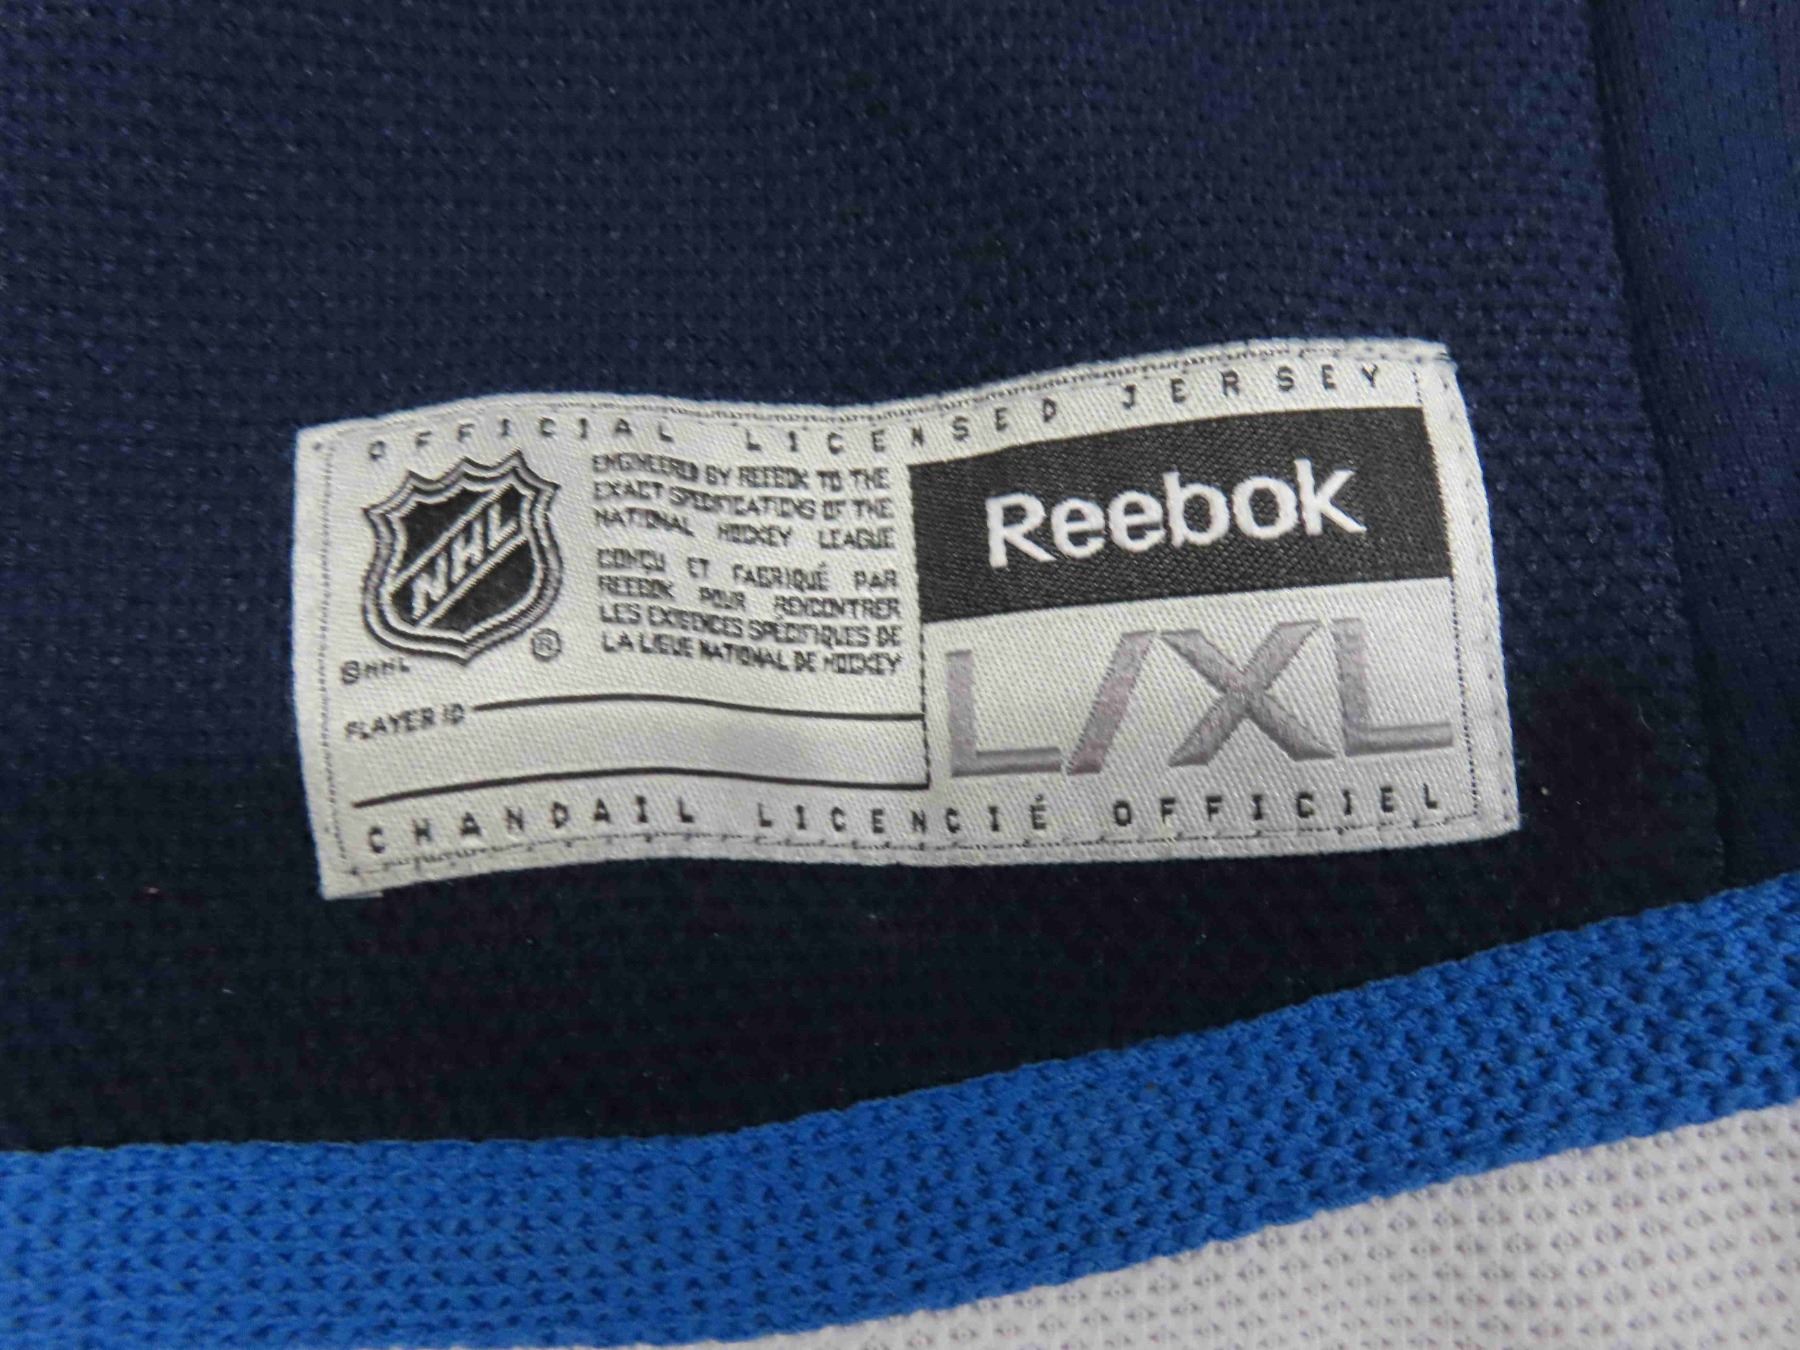 OFFICIAL LICENSED JERSEY
NHL
®
ENGINEERED BY REEBOK TO THE
EXACT SPECIFICATIONS OF THE
NATIONAL HOCKEY LEAGUE
CONÇU ET FABRIQUÉ PAR
REEBOK POUR RENCONTRER
LES EXIGENCES SPÉCIFIQUES DE
LA LIGUE NATIONAL DE HOCKEY
©NHL
Reebok
L/XL
PLAYER ID
CHANDAIL LICENCIÉ OFFICIEL